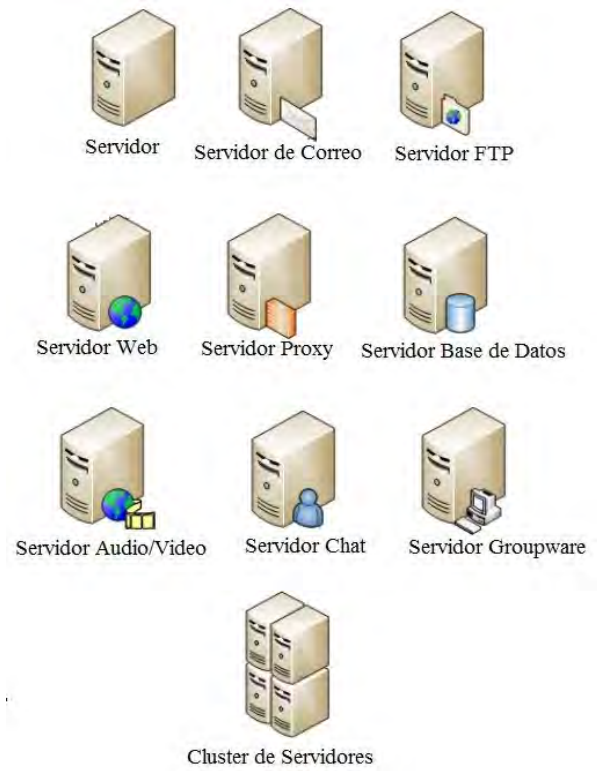 Servidor
Servidor de Correo
Servidor FTP
Servidor Web
Servidor Proxy
Servidor Base de Datos
Servidor Audio/Video
Servidor Chat
Servidor Groupware
Cluster de Servidores